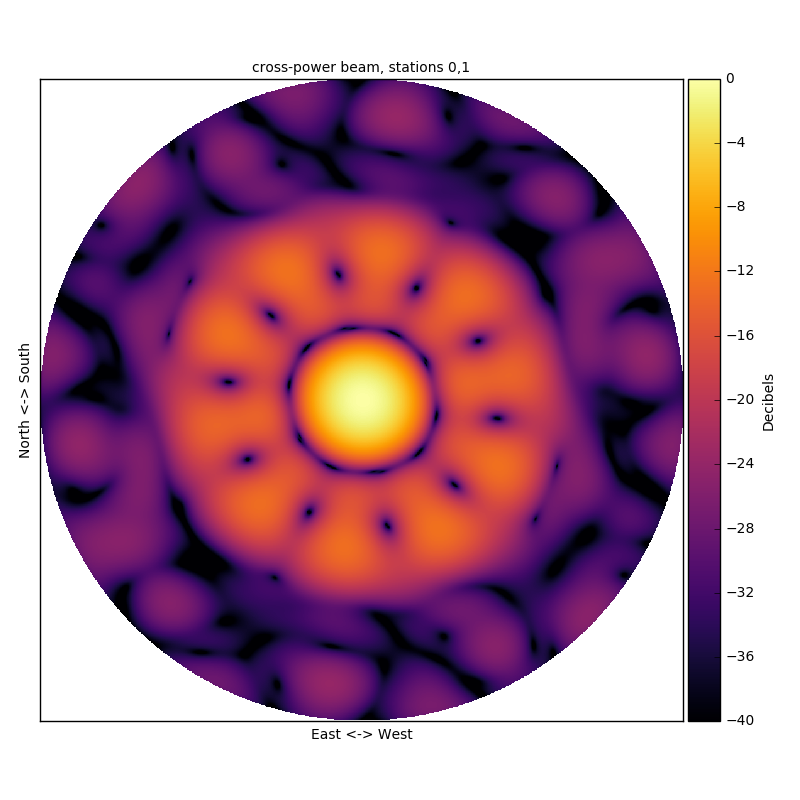 cross-power beam, stations 0,1
0
−4
−8
−12
−16
−20
−24
−28
−32
−36
−40
Decibels
North <-> South
East <-> West